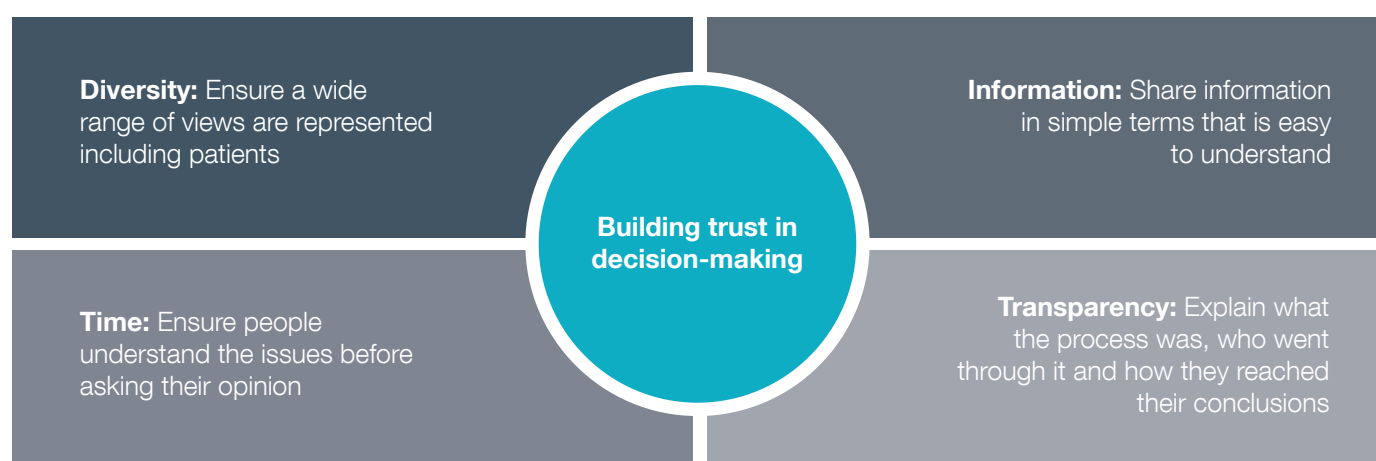 Diversity: Ensure a wide
range of views are represented
including patients
Information: Share information
in simple terms that is easy
to understand
Building trust in
decision-making
Time: Ensure people
understand the issues before
asking their opinion
Transparency: Explain what
the process was, who went
through it and how they reached
their conclusions